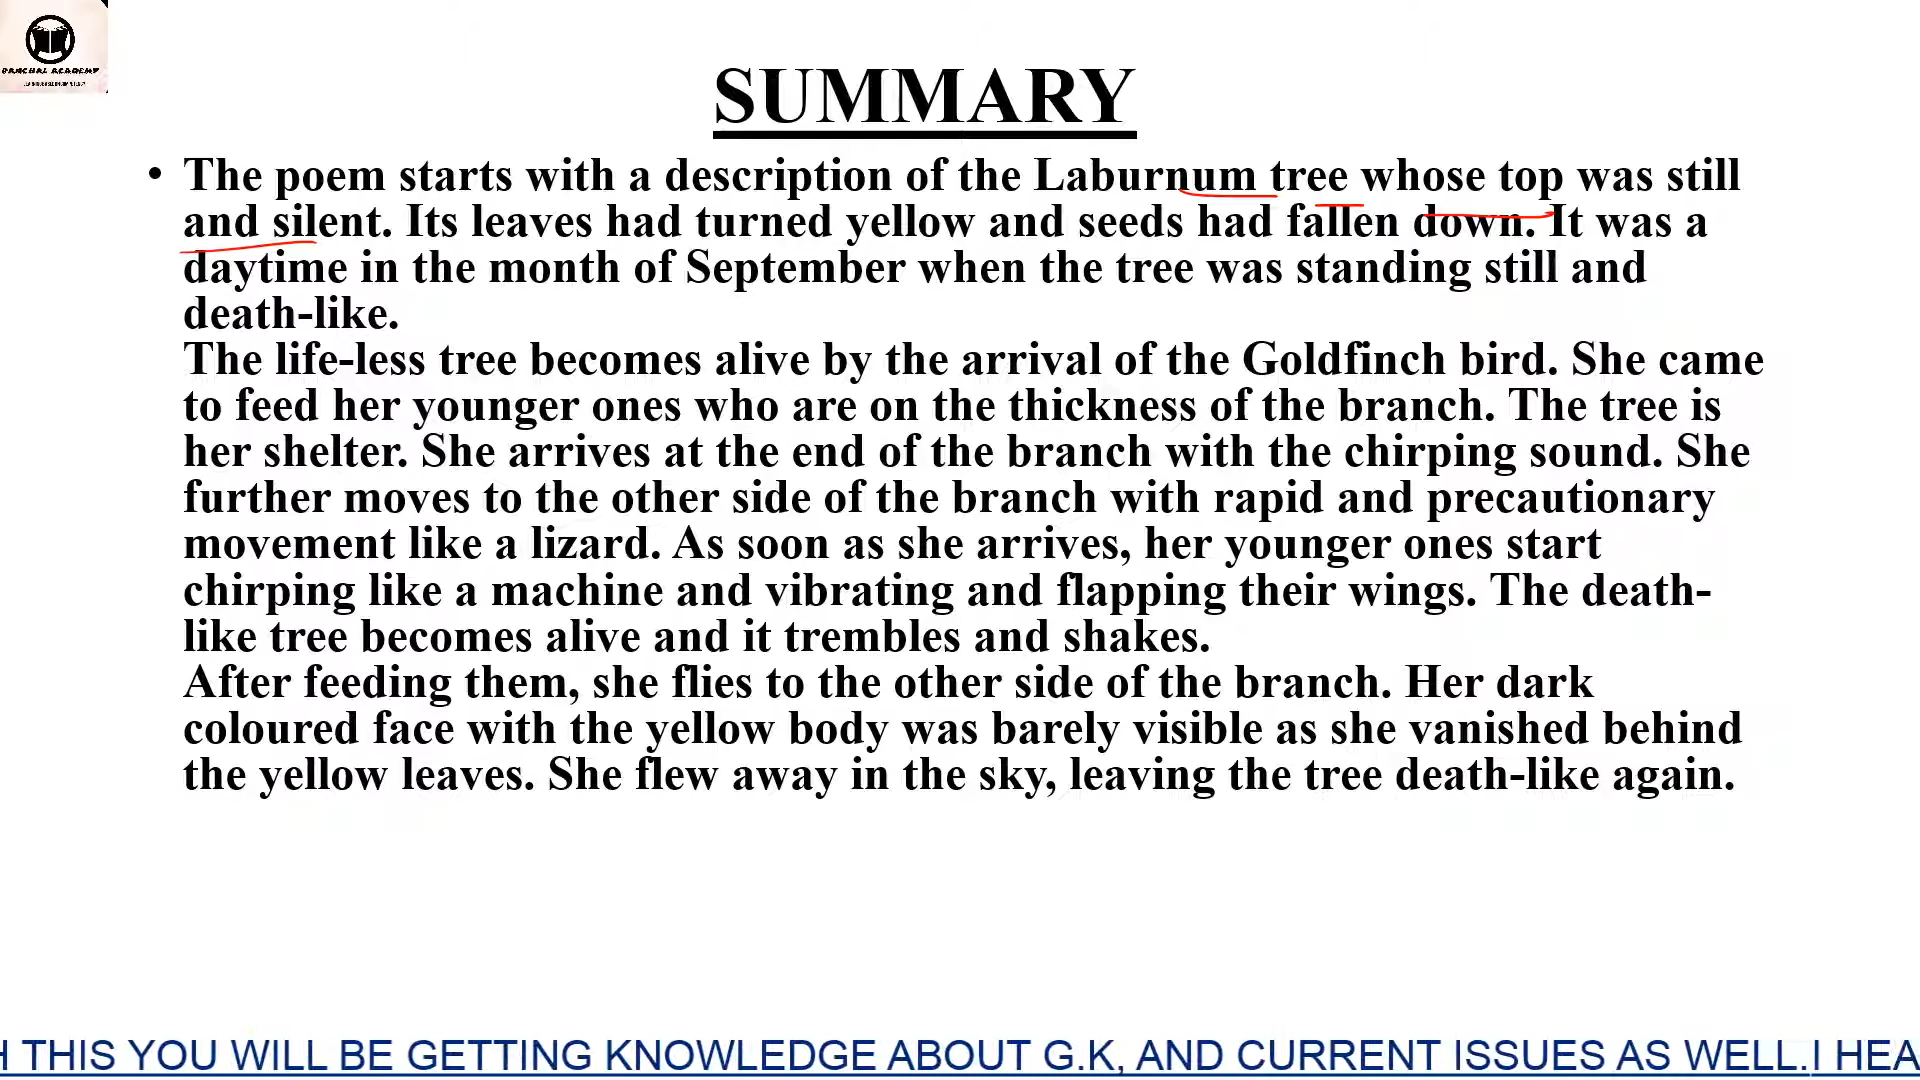 PANCHAL ACADEMY
SUMMARY
• The poem starts with a description of the Laburnum tree whose top was still
and silent. Its leaves had turned yellow and seeds had fallen down. It was a
daytime in the month of September when the tree was standing still and
death-like.
The life-less tree becomes alive by the arrival of the Goldfinch bird. She came
to feed her younger ones who are on the thickness of the branch. The tree is
her shelter. She arrives at the end of the branch with the chirping sound. She
further moves to the other side of the branch with rapid and precautionary
movement like a lizard. As soon as she arrives, her younger ones start
chirping like a machine and vibrating and flapping their wings. The death-
like tree becomes alive and it trembles and shakes.
After feeding them, she flies to the other side of the branch. Her dark
coloured face with the yellow body was barely visible as she vanished behind
the yellow leaves. She flew away in the sky, leaving the tree death-like again.
H THIS YOU WILL BE GETTING KNOWLEDGE ABOUT G.K, AND CURRENT ISSUES AS WELL.I HEA